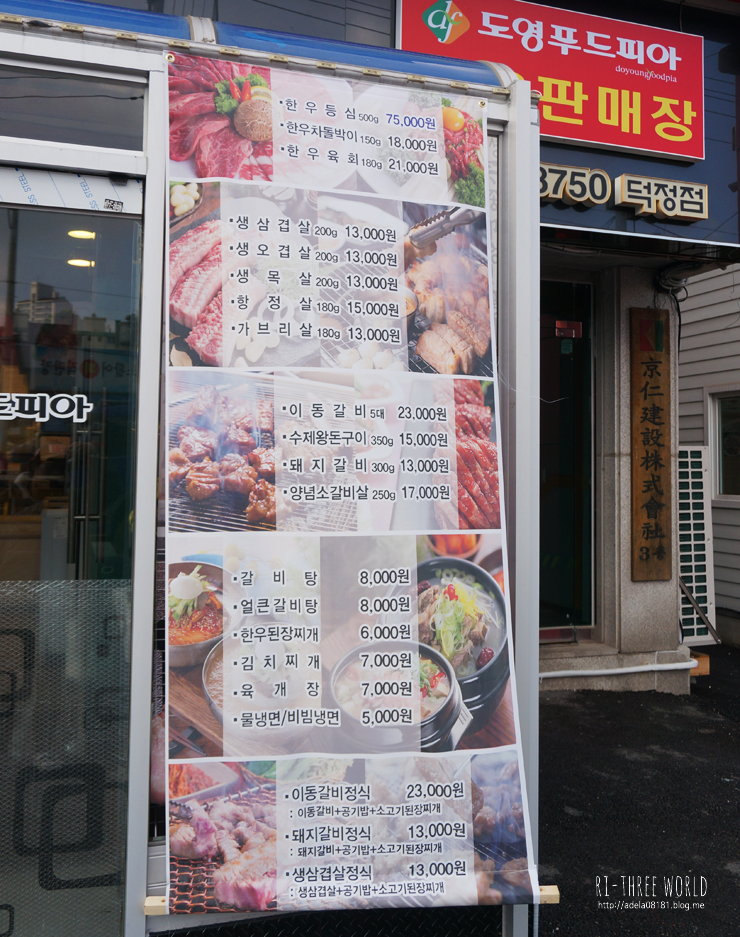 df 도영푸드피아
doyoungfoodpia
판매장
3750 덕정점
· 한우등심 500g 75,000원
· 한우차돌박이 150g 18,000원
· 한우육회 180g 21,000원
· 생삼겹살 200g 13,000원
· 생오겹살 200g 13,000원
· 생목살 200g 13,000원
· 항정살 180g 15,000원
· 가브리살 180g 13,000원
· 이동갈비 5대 23,000원
· 수제왕돈구이 350g 15,000원
· 돼지갈비 300g 13,000원
· 양념소갈비살 250g 17,000원
· 갈비탕 8,000원
· 얼큰갈비탕 8,000원
· 한우된장찌개 6,000원
· 김치찌개 7,000원
· 육개장 7,000원
· 물냉면/비빔냉면 5,000원
· 이동갈비정식 23,000원
: 이동갈비+공기밥+소고기된장찌개
· 돼지갈비정식 13,000원
: 돼지갈비+공기밥+소고기된장찌개
· 생삼겹살정식 13,000원
: 생삼겹살+공기밥+소고기된장찌개
드피아
京仁建設株式會社
RI-THREE WORLD
http://adela08181.blog.me